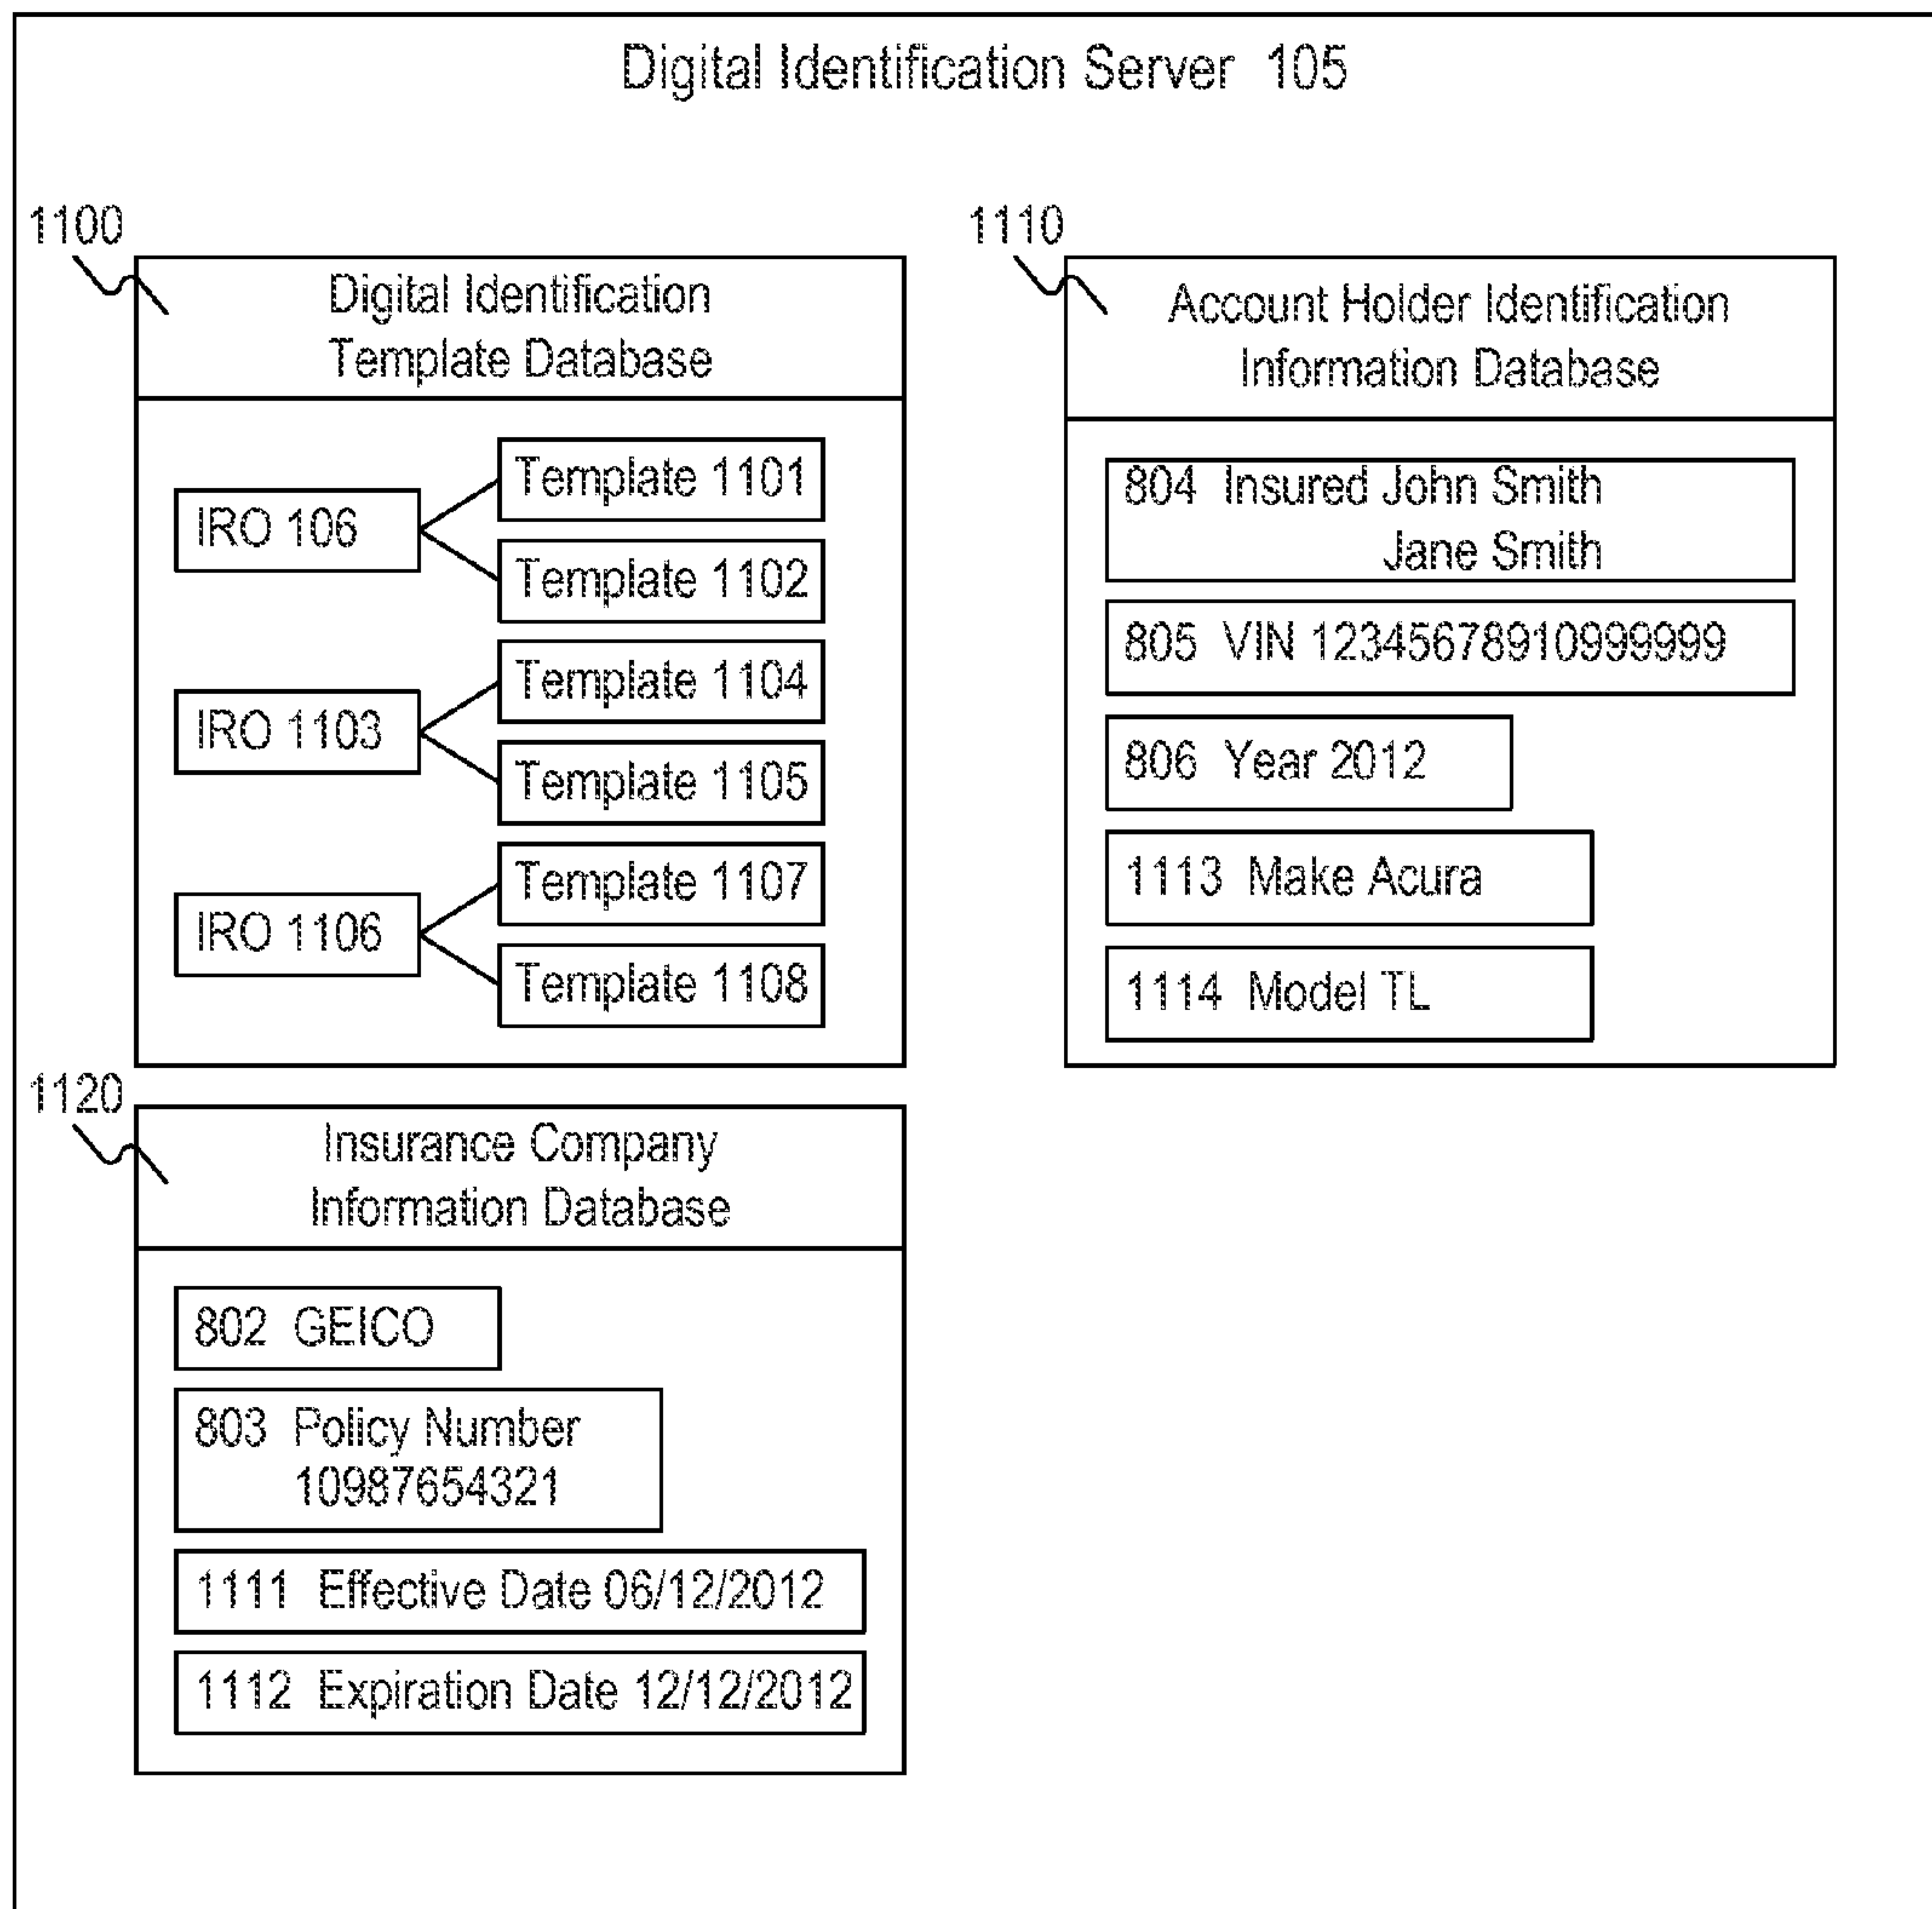 Digital Identification Server 105
1100
Digital Identification
Template Database
IRO 106
Template 1101
Template 1102
IRO 1103
Template 1104
Template 1105
IRO 1106
Template 1107
Template 1108
1110
Account Holder Identification
Information Database
804 Insured John Smith
Jane Smith
805 VIN 12345678910999999
806 Year 2012
1113 Make Acura
1114 Model TL
1120
Insurance Company
Information Database
802 GEICO
803 Policy Number
10987654321
1111 Effective Date 06/12/2012
1112 Expiration Date 12/12/2012